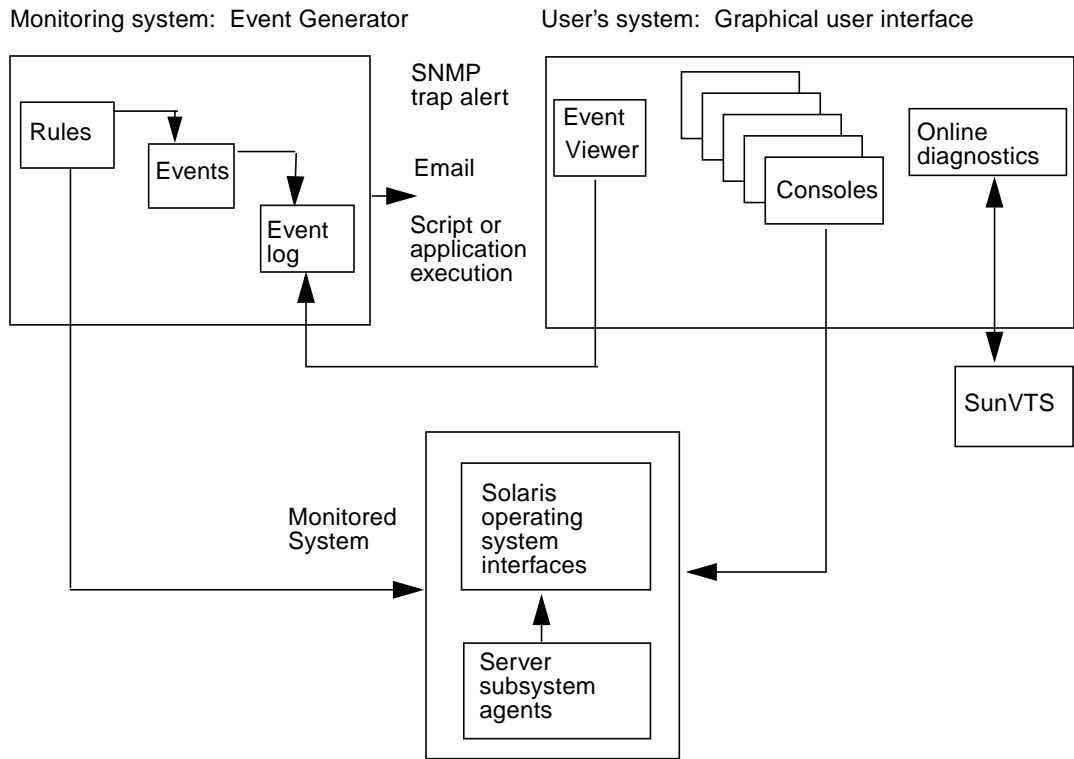 Monitoring system:  Event Generator
User's system:  Graphical user interface
SNMP
trap alert
Rules
Events
Event
log
Email
Script or
application
execution
Event
Viewer
Consoles
Online
diagnostics
SunVTS
Monitored
System
Solaris
operating
system
interfaces
Server
subsystem
agents